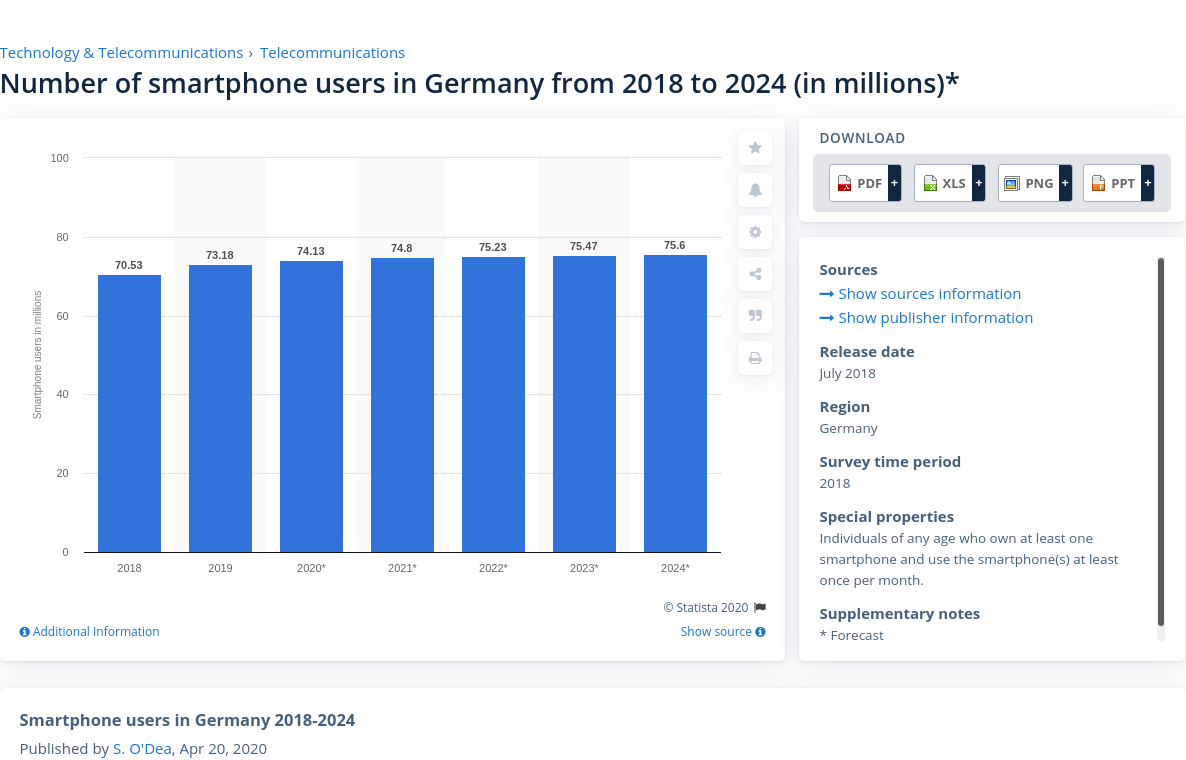 Technology & Telecommunications › Telecommunications
Number of smartphone users in Germany from 2018 to 2024 (in millions)*
100
80
60
40
20
0
Smartphone users in millions
70.53
73.18
74.13
74.8
75.23
75.47
75.6
2018
2019
2020*
2021*
2022*
2023*
2024*
© Statista 2020
Additional Information
Show source
DOWNLOAD
PDF +
XLS +
PNG +
PPT +
Sources
Show sources information
Show publisher information
Release date
July 2018
Region
Germany
Survey time period
2018
Special properties
Individuals of any age who own at least one
smartphone and use the smartphone(s) at least
once per month.
Supplementary notes
* Forecast
Smartphone users in Germany 2018-2024
Published by S. O'Dea, Apr 20, 2020